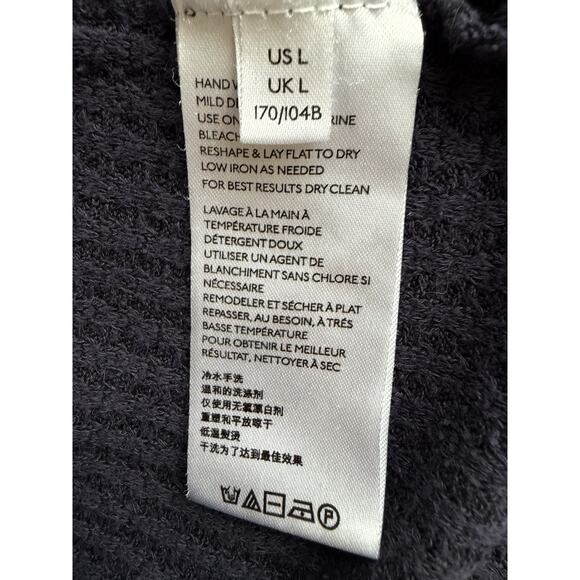 US L
UK L
170/104B
HAND
MILD
USE ON
BLEACH
RESHAPE & LAY FLAT TO DRY
LOW IRON AS NEEDED
FOR BEST RESULTS DRY CLEAN
LAVAGE À LA MAIN À
TEMPÉRATURE FROIDE
DÉTERGENT DOUX
UTILISER UN AGENT DE
BLANCHIMENT SANS CHLORE SI
NÉCESSAIRE
REMODELER ET SÉCHER À PLAT
REPASSER, AU BESOIN, À TRÉS
BASSE TEMPÉRATURE
POUR OBTENIR LE MEILLEUR
RÉSULTAT, NETTOYER À SEC
冷水手洗
温和的洗涤剂
仅使用无氯漂白剂
重塑和平放晾干
低温熨烫
干洗为了达到最佳效果
P